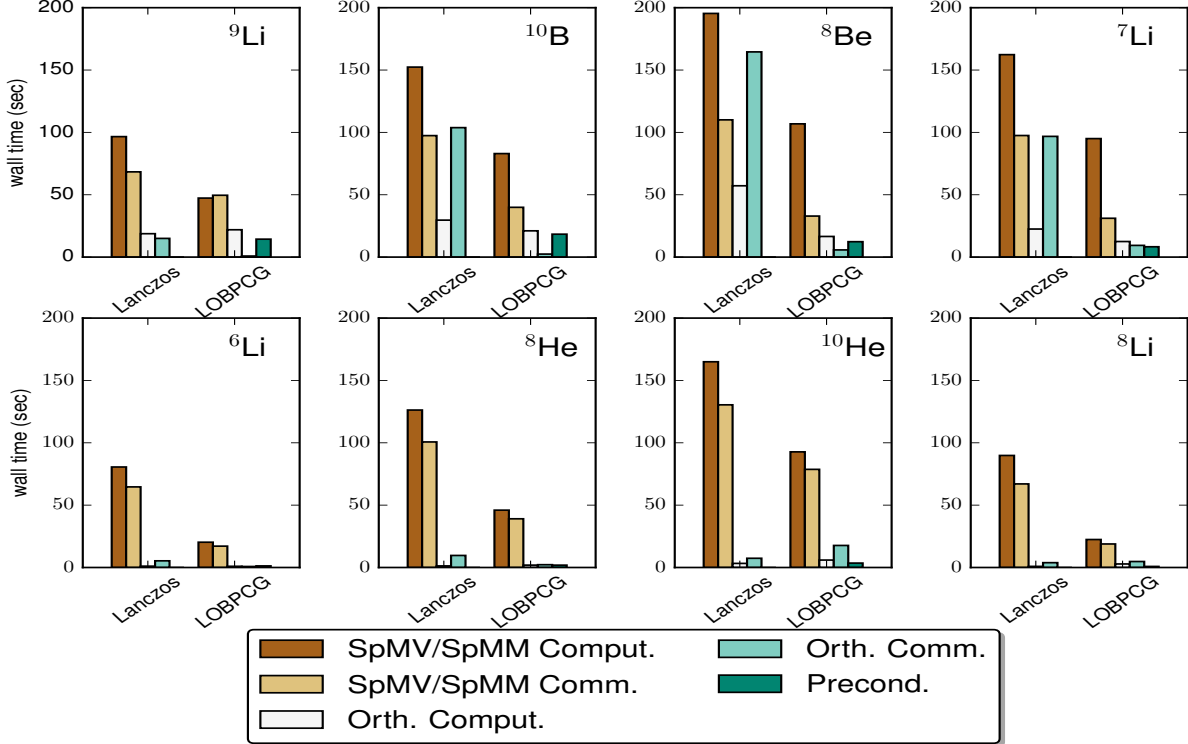 wall time (sec)
200
150
100
50
0
⁹Li
Lanczos
LOBPCG
200
150
100
50
0
¹⁰B
Lanczos
LOBPCG
200
150
100
50
0
⁸Be
Lanczos
LOBPCG
200
150
100
50
0
⁷Li
Lanczos
LOBPCG
wall time (sec)
200
150
100
50
0
⁶Li
Lanczos
LOBPCG
200
150
100
50
0
⁸He
Lanczos
LOBPCG
200
150
100
50
0
¹⁰He
Lanczos
LOBPCG
200
150
100
50
0
⁸Li
Lanczos
LOBPCG
SpMV/SpMM Comput.
SpMV/SpMM Comm.
Orth. Comput.
Orth. Comm.
Precond.